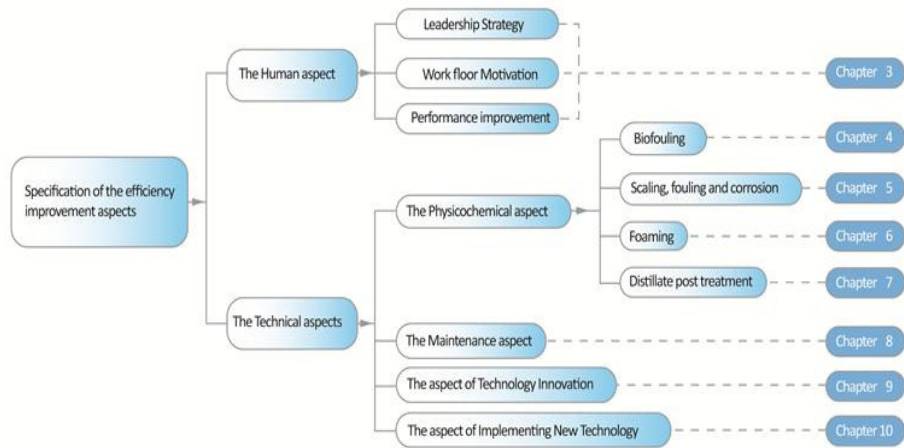 Leadership Strategy
The Human aspect
Work floor Motivation
Chapter 3
Performance improvement
Biofouling
Chapter 4
Specification of the efficiency
improvement aspects
Scaling, fouling and corrosion
Chapter 5
The Physicochemical aspect
Foaming
Chapter 6
Distillate post treatment
Chapter 7
The Technical aspects
The Maintenance aspect
Chapter 8
The aspect of Technology Innovation
Chapter 9
The aspect of Implementing New Technology
Chapter 10